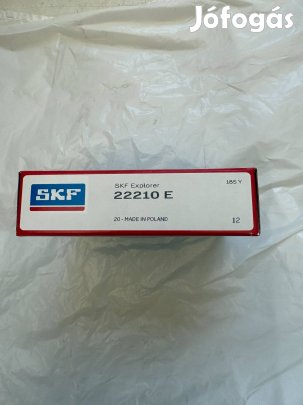 Jófogás
SKF
SKF Explorer
185 Y
22210 E
20 - MADE IN POLAND
12